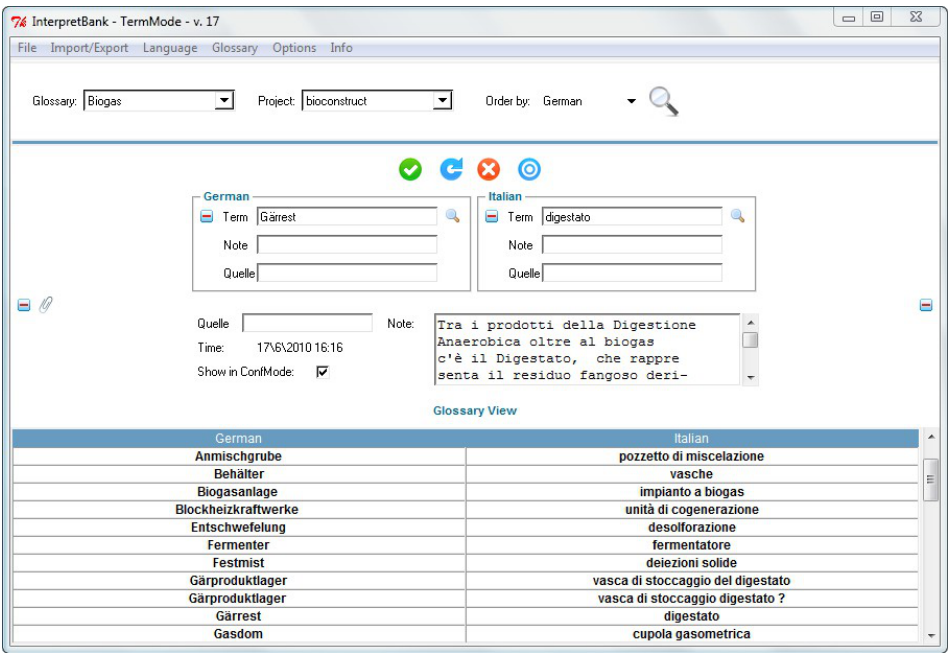 InterpretBank - TermMode - v. 17
File Import/Export Language Glossary Options Info
Glossary: Biogas Project: bioconstruct Order by: German
German Italian
Term Gärrest Term digestato
Note Note
Quelle Quelle
Quelle Note:
Time: 17\6\2010 16:16
Show in ConfMode:
Tra i prodotti della Digestione
Anaerobica oltre al biogas
c'è il Digestato, che rappre
senta il residuo fangoso deri-
Glossary View
German Italian
Anmischgrube pozzetto di miscelazione
Behälter vasche
Biogasanlage impianto a biogas
Blockheizkraftwerke unità di cogenerazione
Entschwefelung desolforazione
Fermenter fermentatore
Festmist deiezioni solide
Gärproduktlager vasca di stoccaggio del digestato
Gärproduktlager vasca di stoccaggio digestato ?
Gärrest digestato
Gasdom cupola gasometrica